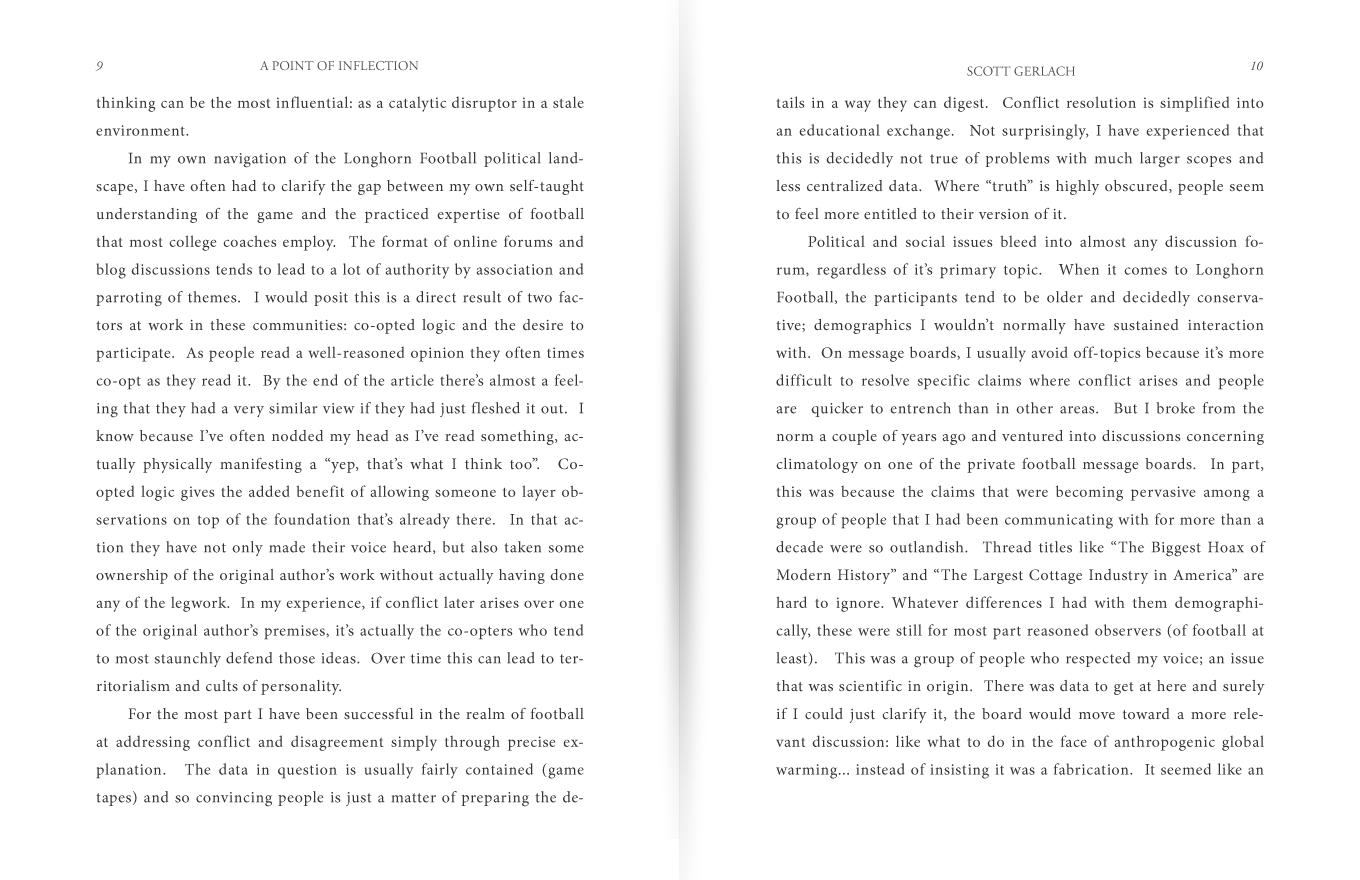 9
A POINT OF INFLECTION
thinking can be the most influential: as a catalytic disruptor in a stale
environment.
In my own navigation of the Longhorn Football political land-
scape, I have often had to clarify the gap between my own self-taught
understanding of the game and the practiced expertise of football
that most college coaches employ.  The format of online forums and
blog discussions tends to lead to a lot of authority by association and
parroting of themes.  I would posit this is a direct result of two fac-
tors at work in these communities: co-opted logic and the desire to
participate.  As people read a well-reasoned opinion they often times
co-opt as they read it.  By the end of the article there’s almost a feel-
ing that they had a very similar view if they had just fleshed it out.  I
know because I’ve often nodded my head as I’ve read something, ac-
tually physically manifesting a “yep, that’s what I think too”.  Co-
opted logic gives the added benefit of allowing someone to layer ob-
servations on top of the foundation that’s already there.  In that ac-
tion they have not only made their voice heard, but also taken some
ownership of the original author’s work without actually having done
any of the legwork.  In my experience, if conflict later arises over one
of the original author’s premises, it’s actually the co-opters who tend
to most staunchly defend those ideas.  Over time this can lead to ter-
ritorialism and cults of personality.
For the most part I have been successful in the realm of football
at addressing conflict and disagreement simply through precise ex-
planation.  The data in question is usually fairly contained (game
tapes) and so convincing people is just a matter of preparing the de-
SCOTT GERLACH
10
tails in a way they can digest.  Conflict resolution is simplified into
an educational exchange.  Not surprisingly, I have experienced that
this is decidedly not true of problems with much larger scopes and
less centralized data.  Where “truth” is highly obscured, people seem
to feel more entitled to their version of it.
Political and social issues bleed into almost any discussion fo-
rum, regardless of it’s primary topic.  When it comes to Longhorn
Football, the participants tend to be older and decidedly conserva-
tive; demographics I wouldn’t normally have sustained interaction
with.  On message boards, I usually avoid off-topics because it’s more
difficult to resolve specific claims where conflict arises and people
are  quicker to entrench than in other areas.  But I broke from the
norm a couple of years ago and ventured into discussions concerning
climatology on one of the private football message boards.  In part,
this was because the claims that were becoming pervasive among a
group of people that I had been communicating with for more than a
decade were so outlandish.  Thread titles like “The Biggest Hoax of
Modern History” and “The Largest Cottage Industry in America” are
hard to ignore. Whatever differences I had with them demographi-
cally, these were still for most part reasoned observers (of football at
least).  This was a group of people who respected my voice; an issue
that was scientific in origin.  There was data to get at here and surely
if I could just clarify it, the board would move toward a more rele-
vant discussion: like what to do in the face of anthropogenic global
warming... instead of insisting it was a fabrication.  It seemed like an